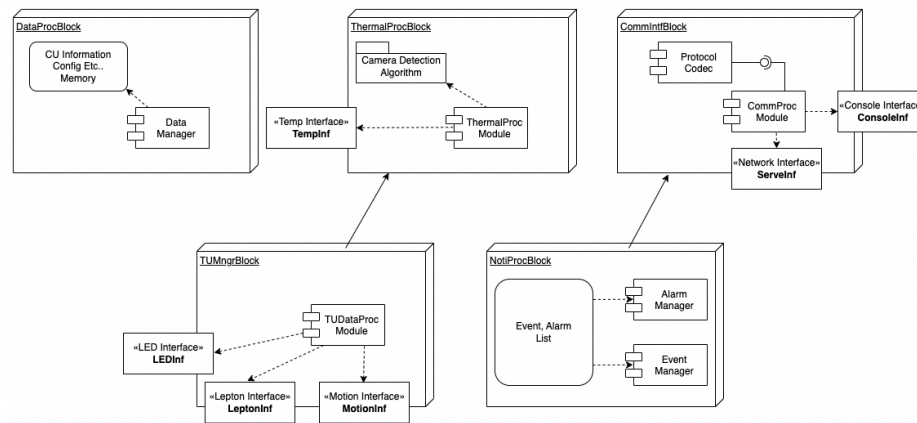 DataProcBlock
CU Information
Config Etc..
Memory
Data
Manager
ThermalProcBlock
Camera Detection
Algorithm
«Temp Interface»
TempInf
ThermalProc
Module
CommIntfBlock
Protocol
Codec
CommProc
Module
«Console Interface»
ConsoleInf
«Network Interface»
ServeInf
TUMngrBlock
TUDataProc
Module
«LED Interface»
LEDInf
«Lepton Interface»
LeptonInf
«Motion Interface»
MotionInf
NotiProcBlock
Event, Alarm
List
Alarm
Manager
Event
Manager